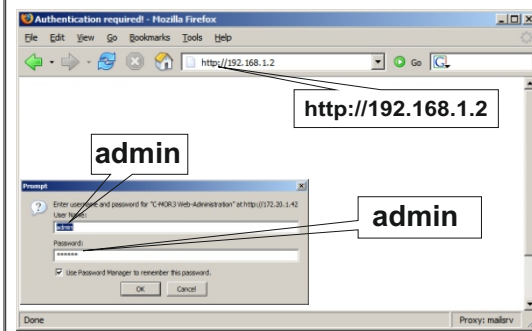 Authentication required! - Mozilla Firefox
File Edit View Go Bookmarks Tools Help
http://192.168.1.2
Go
G
http://192.168.1.2
admin
Prompt
Enter username and password for "C-MOR3 Web-Administration" at http://172.20.1.42
User Name:
admin
admin
Password:
******
Use Password Manager to remember this password.
OK Cancel
Done Proxy: mailsrv